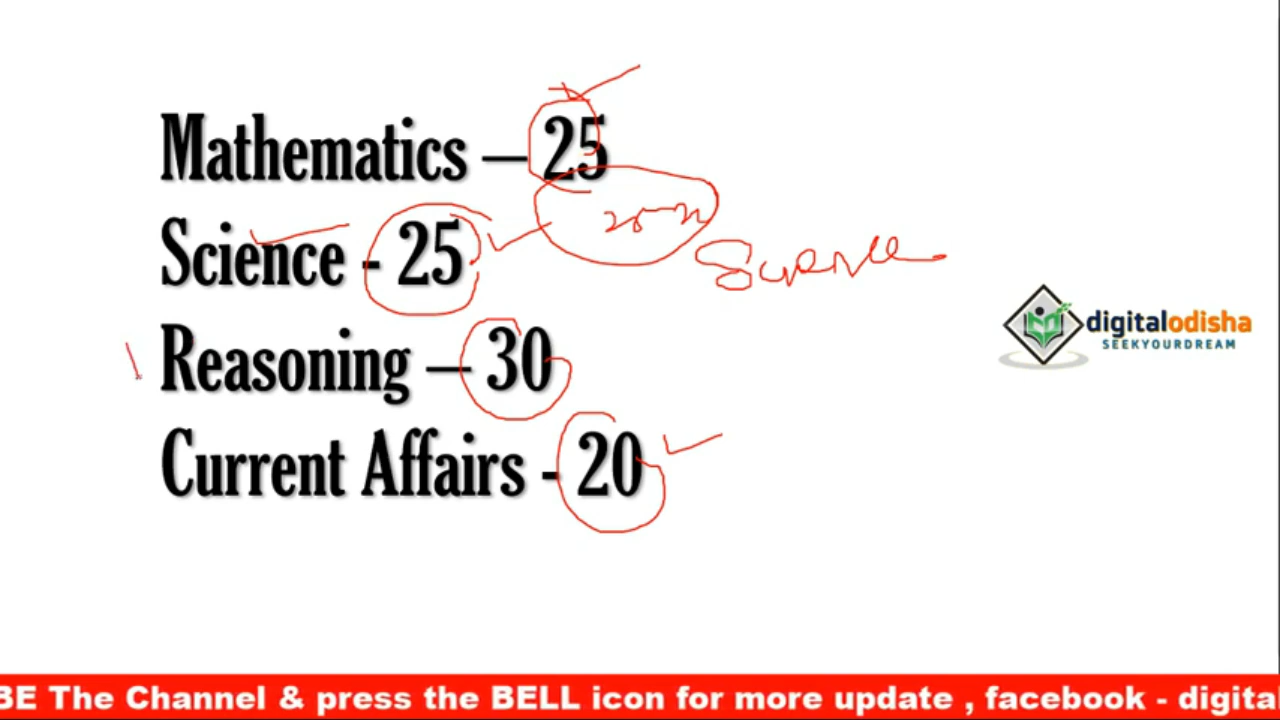 Mathematics – 25
Science - 25
Science
Reasoning – 30
digitalodisha
SEEKYOURDREAM
Current Affairs - 20
BE The Channel & press the BELL icon for more update , facebook - digita